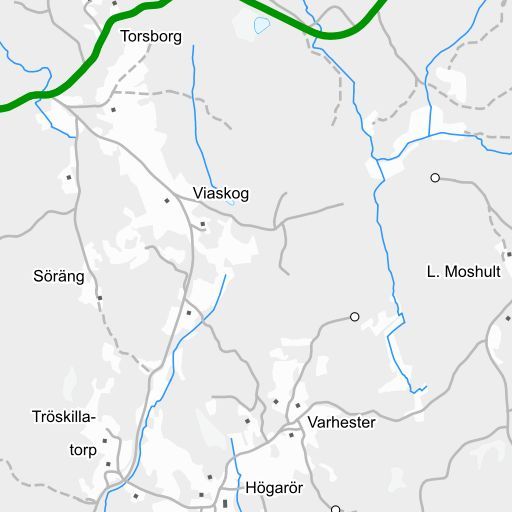 Torsborg
Viaskog
L. Moshult
Söräng
Tröskilla-
torp
Varhester
Högarör